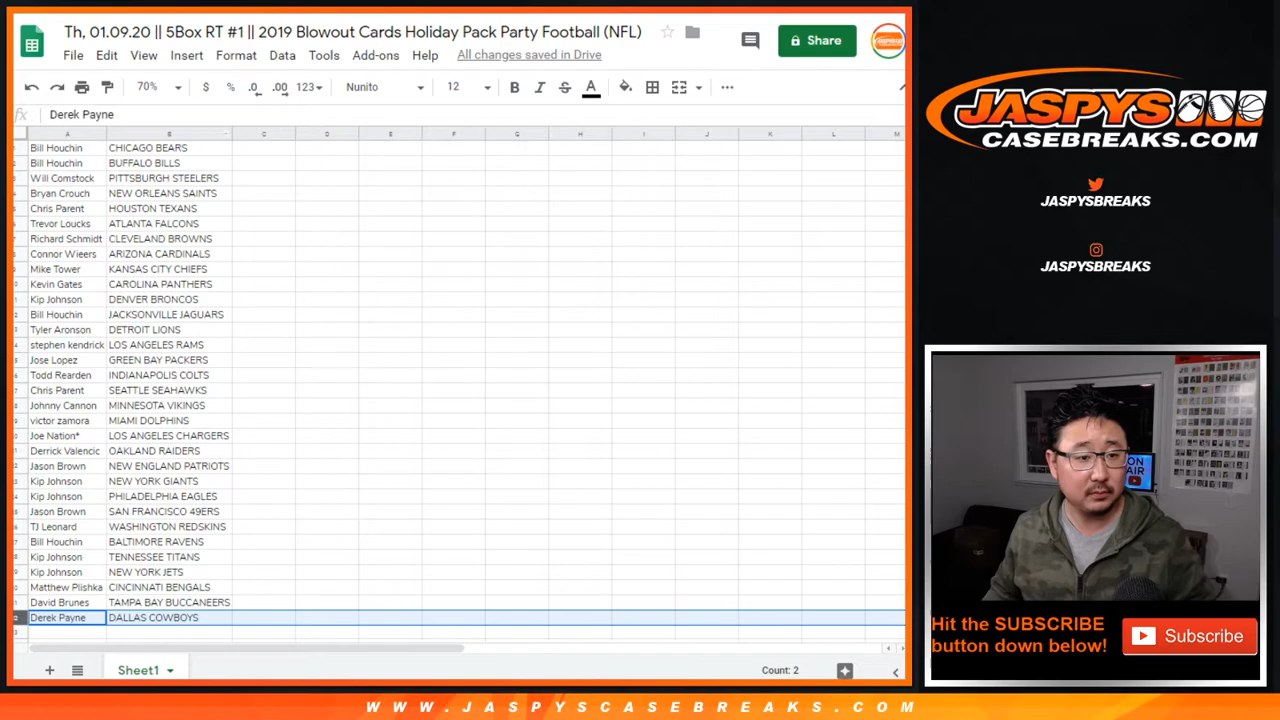 Th, 01.09.20 || 5Box RT #1 || 2019 Blowout Cards Holiday Pack Party Football (NFL)
File Edit View Insert Format Data Tools Add-ons Help All changes saved in Drive
Share
70% $ % .0 .00 123 Nunito 12 B I S A
fx Derek Payne
A B C D E F G H I J K L M
Bill Houchin CHICAGO BEARS
Bill Houchin BUFFALO BILLS
Will Comstock PITTSBURGH STEELERS
Bryan Crouch NEW ORLEANS SAINTS
Chris Parent HOUSTON TEXANS
Trevor Loucks ATLANTA FALCONS
Richard Schmidt CLEVELAND BROWNS
Connor Wieers ARIZONA CARDINALS
Mike Tower KANSAS CITY CHIEFS
Kevin Gates CAROLINA PANTHERS
Kip Johnson DENVER BRONCOS
Bill Houchin JACKSONVILLE JAGUARS
Tyler Aronson DETROIT LIONS
stephen kendrick LOS ANGELES RAMS
Jose Lopez GREEN BAY PACKERS
Todd Rearden INDIANAPOLIS COLTS
Chris Parent SEATTLE SEAHAWKS
Johnny Cannon MINNESOTA VIKINGS
victor zamora MIAMI DOLPHINS
Joe Nation* LOS ANGELES CHARGERS
Derrick Valencic OAKLAND RAIDERS
Jason Brown NEW ENGLAND PATRIOTS
Kip Johnson NEW YORK GIANTS
Kip Johnson PHILADELPHIA EAGLES
Jason Brown SAN FRANCISCO 49ERS
TJ Leonard WASHINGTON REDSKINS
Bill Houchin BALTIMORE RAVENS
Kip Johnson TENNESSEE TITANS
Kip Johnson NEW YORK JETS
Matthew Plishka CINCINNATI BENGALS
David Brunes TAMPA BAY BUCCANEERS
Derek Payne DALLAS COWBOYS
Sheet1
Count: 2
JASPYS
CASEBREAKS.COM
JASPYSBREAKS
JASPYSBREAKS
ON
AIR
Hit the SUBSCRIBE
button down below!
Subscribe
WWW.JASPYSCASEBREAKS.COM